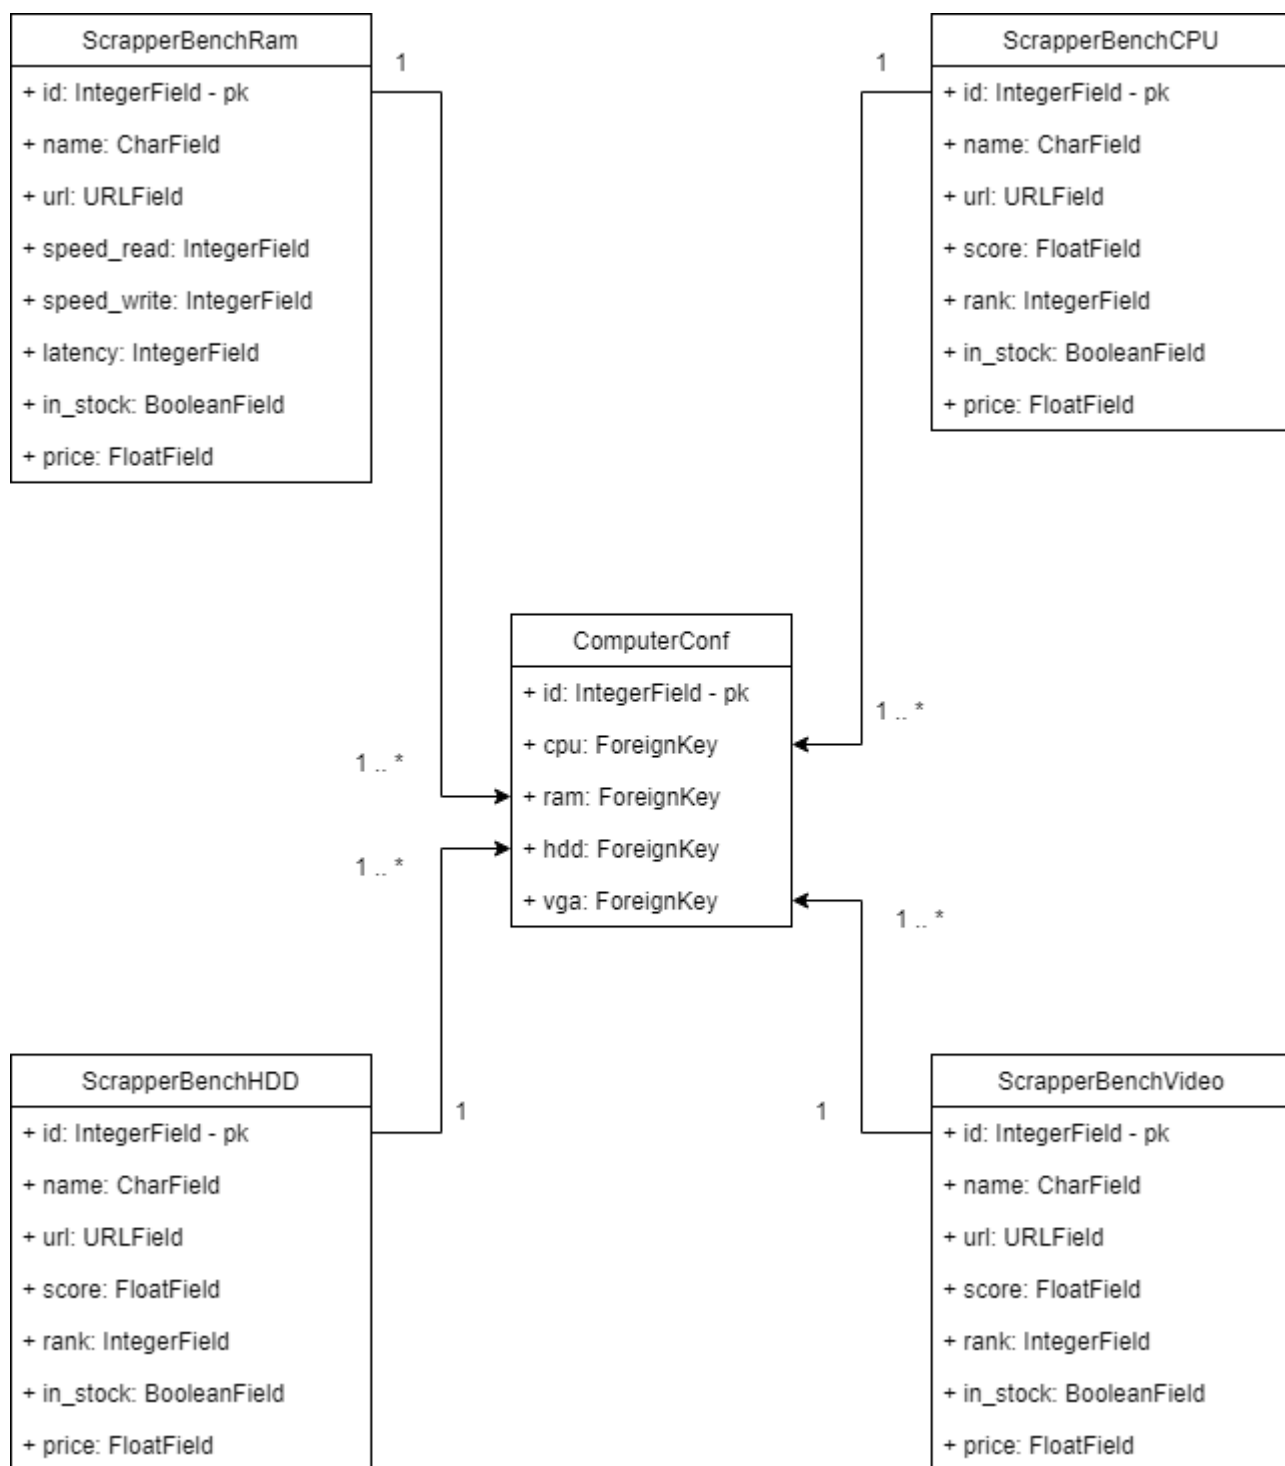 ScrapperBenchRam
+ id: IntegerField - pk
+ name: CharField
+ url: URLField
+ speed_read: IntegerField
+ speed_write: IntegerField
+ latency: IntegerField
+ in_stock: BooleanField
+ price: FloatField
1
1
ScrapperBenchCPU
+ id: IntegerField - pk
+ name: CharField
+ url: URLField
+ score: FloatField
+ rank: IntegerField
+ in_stock: BooleanField
+ price: FloatField
ComputerConf
+ id: IntegerField - pk
+ cpu: ForeignKey
+ ram: ForeignKey
+ hdd: ForeignKey
+ vga: ForeignKey
1 .. *
1 .. *
1 .. *
1 .. *
ScrapperBenchHDD
+ id: IntegerField - pk
+ name: CharField
+ url: URLField
+ score: FloatField
+ rank: IntegerField
+ in_stock: BooleanField
+ price: FloatField
1
1
ScrapperBenchVideo
+ id: IntegerField - pk
+ name: CharField
+ url: URLField
+ score: FloatField
+ rank: IntegerField
+ in_stock: BooleanField
+ price: FloatField